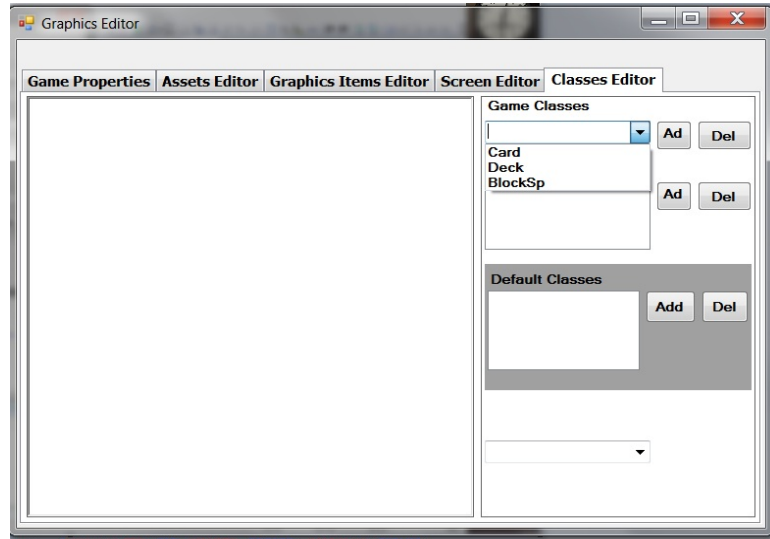 Graphics Editor
Game Properties Assets Editor Graphics Items Editor Screen Editor Classes Editor
Game Classes
Ad Del
Card
Deck
BlockSp
Ad Del
Default Classes
Add Del